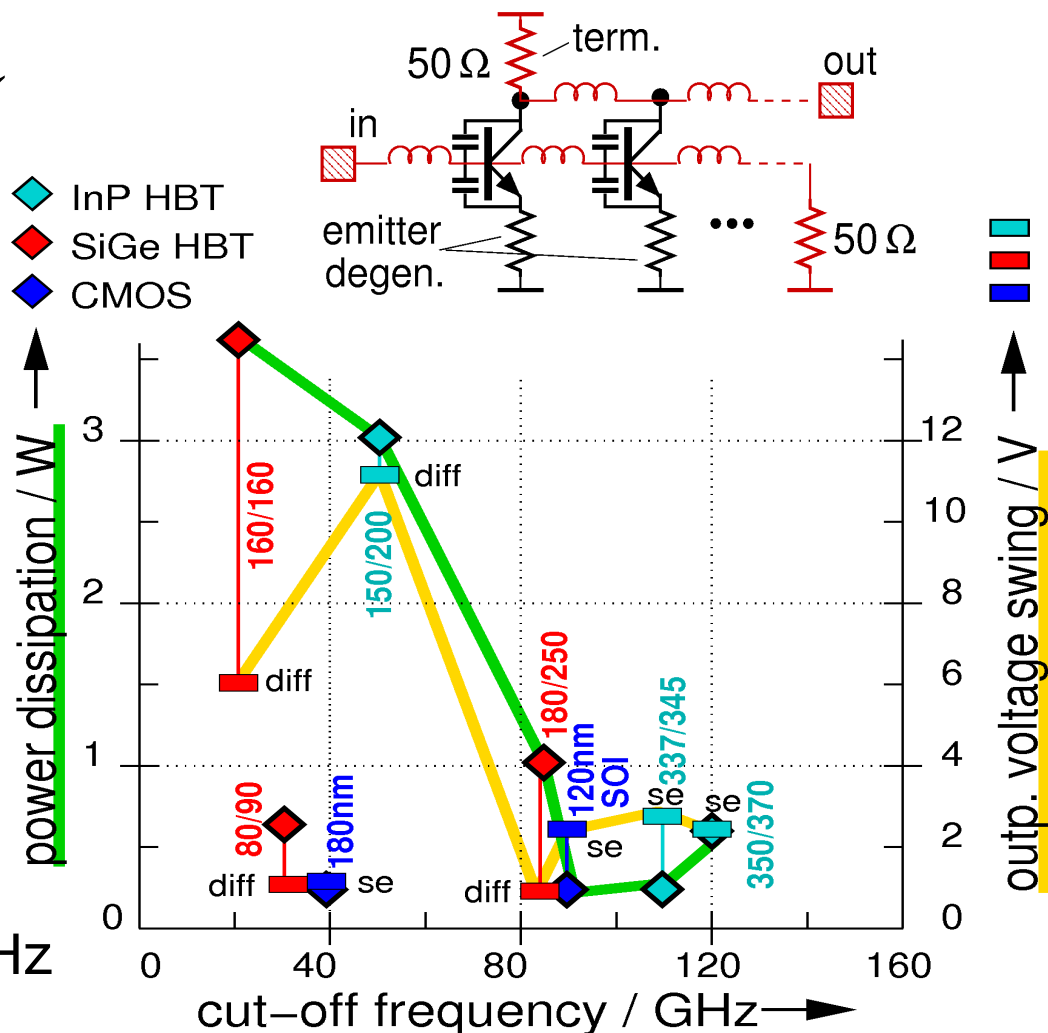 term.
50 Ω
out
in
InP HBT
SiGe HBT
CMOS
emitter
degen.
50 Ω
power dissipation / W
outp. voltage swing / V
3
2
1
0
12
10
8
6
4
2
0
160/160
diff
150/200
diff
80/90
diff
180nm
se
180/250
diff
120nm
SOI
se
337/345
se
350/370
se
Hz
0
40
80
120
160
cut-off frequency / GHz